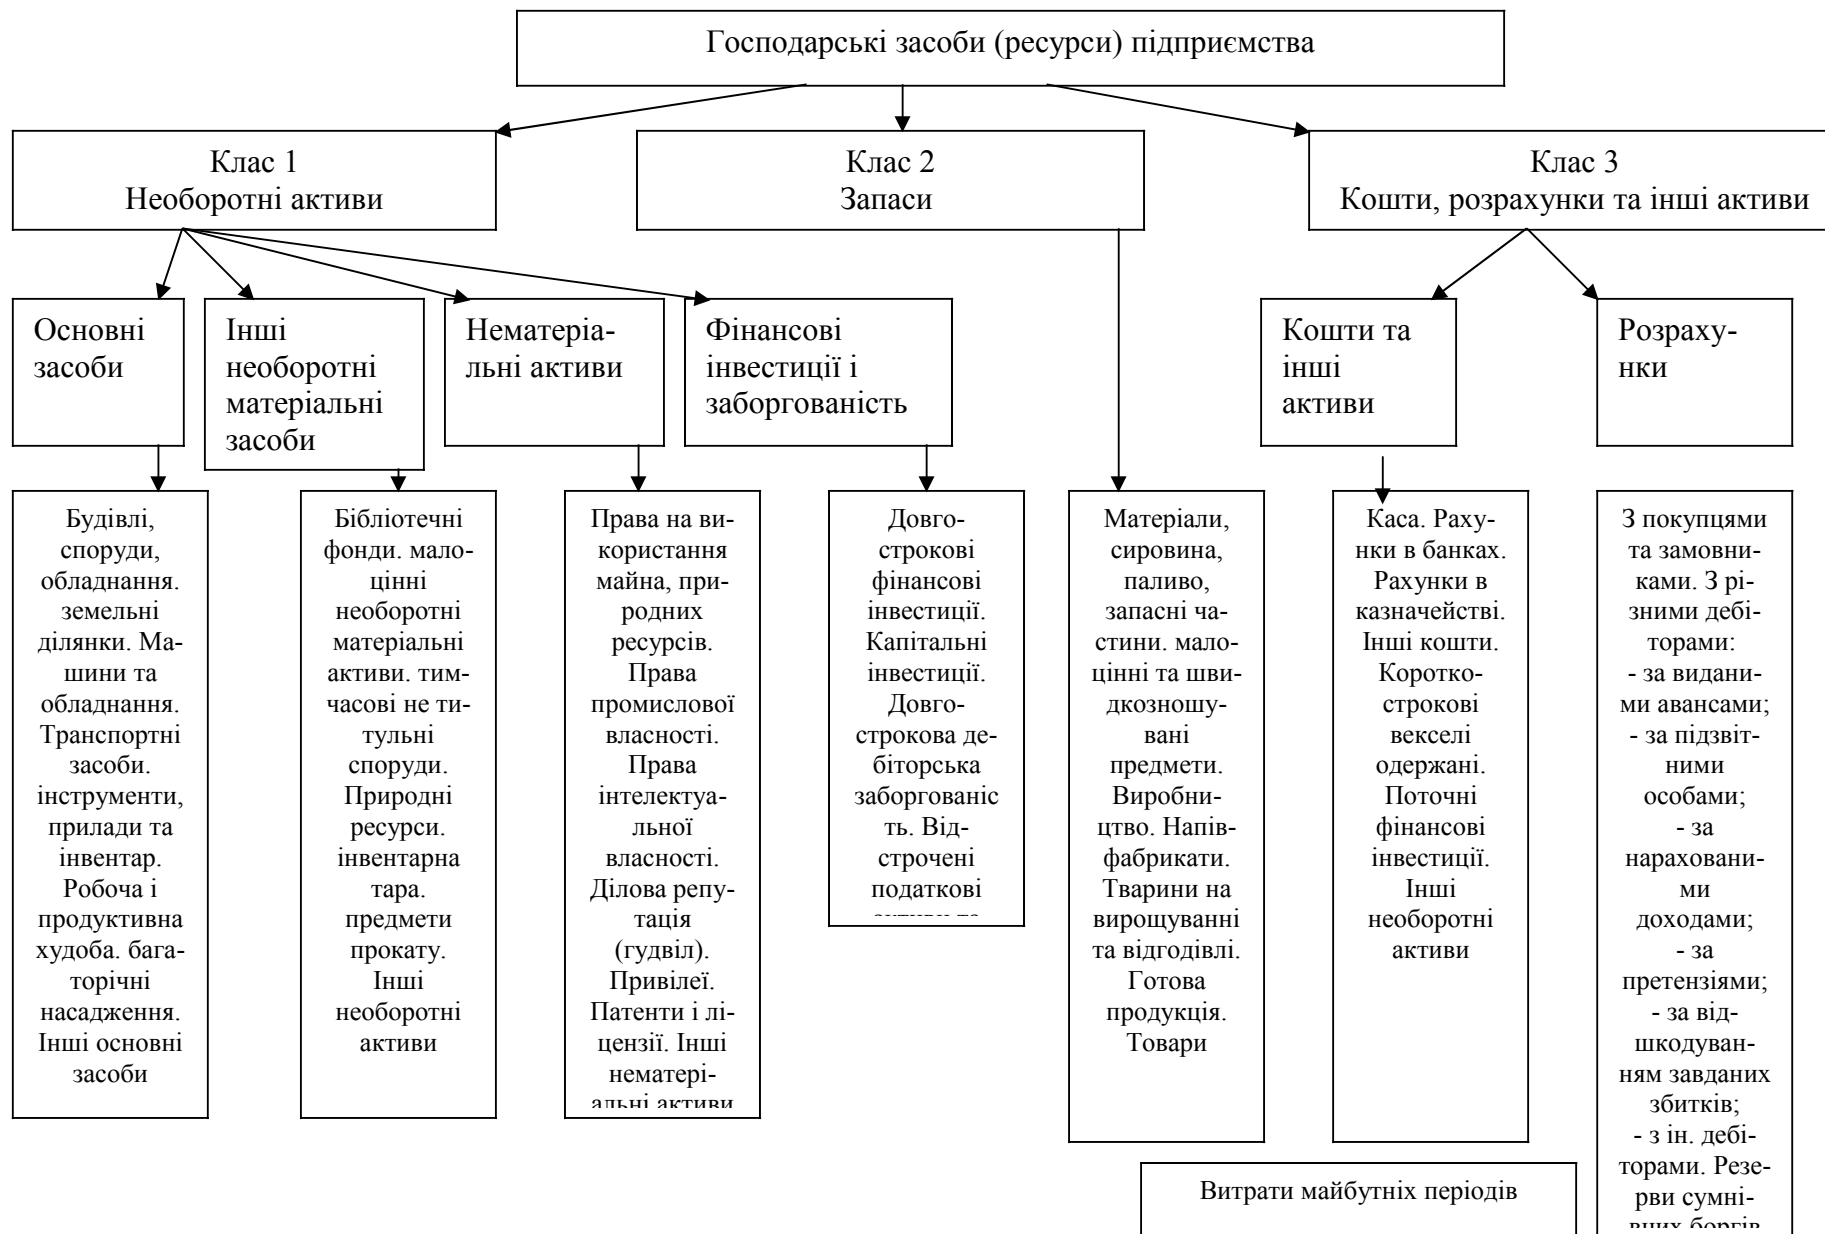 Господарські засоби (ресурси) підприємства
Клас 1
Необоротні активи
Клас 2
Запаси
Клас 3
Кошти, розрахунки та інші активи
Основні
засоби
Інші
необоротні
матеріальні
засоби
Нематеріа-
льні активи
Фінансові
інвестиції і
заборгованість
Кошти та
інші
активи
Розраху-
нки
Будівлі,
споруди,
обладнання.
земельні
ділянки. Ма-
шини та
обладнання.
Транспортні
засоби.
інструменти,
прилади та
інвентар.
Робоча і
продуктивна
худоба. бага-
торічні
насадження.
Інші основні
засоби
Бібліотечні
фонди. мало-
цінні
необоротні
матеріальні
активи. тим-
часові не ти-
тульні
споруди.
Природні
ресурси.
інвентарна
тара.
предмети
прокату.
Інші
необоротні
активи
Права на ви-
користання
майна, при-
родних
ресурсів.
Права
промислової
власності.
Права
інтелектуа-
льної
власності.
Ділова репу-
тація
(гудвіл).
Привілеї.
Патенти і лі-
цензії. Інші
нематері-
альні активи
Довго-
строкові
фінансові
інвестиції.
Капітальні
інвестиції.
Довго-
строкова де-
біторська
заборгованіс
ть. Від-
строчені
податкові
Матеріали,
сировина,
паливо,
запасні ча-
стини. мало-
цінні та шви-
дкозношу-
вані
предмети.
Виробни-
цтво. Напів-
фабрикати.
Тварини на
вирощуванні
та відгодівлі.
Готова
продукція.
Товари
Каса. Раху-
нки в банках.
Рахунки в
казначействі.
Інші кошти.
Коротко-
строкові
векселі
одержані.
Поточні
фінансові
інвестиції.
Інші
необоротні
активи
З покупцями
та замовни-
ками. З рі-
зними дебі-
торами:
- за видани-
ми авансами;
- за підзвіт-
ними
особами;
- за
нараховани-
ми
доходами;
- за
претензіями;
- за від-
шкодуван-
ням завданих
збитків;
- з ін. дебі-
торами. Резе-
рви сумні-
вних боргів
Витрати майбутніх періодів